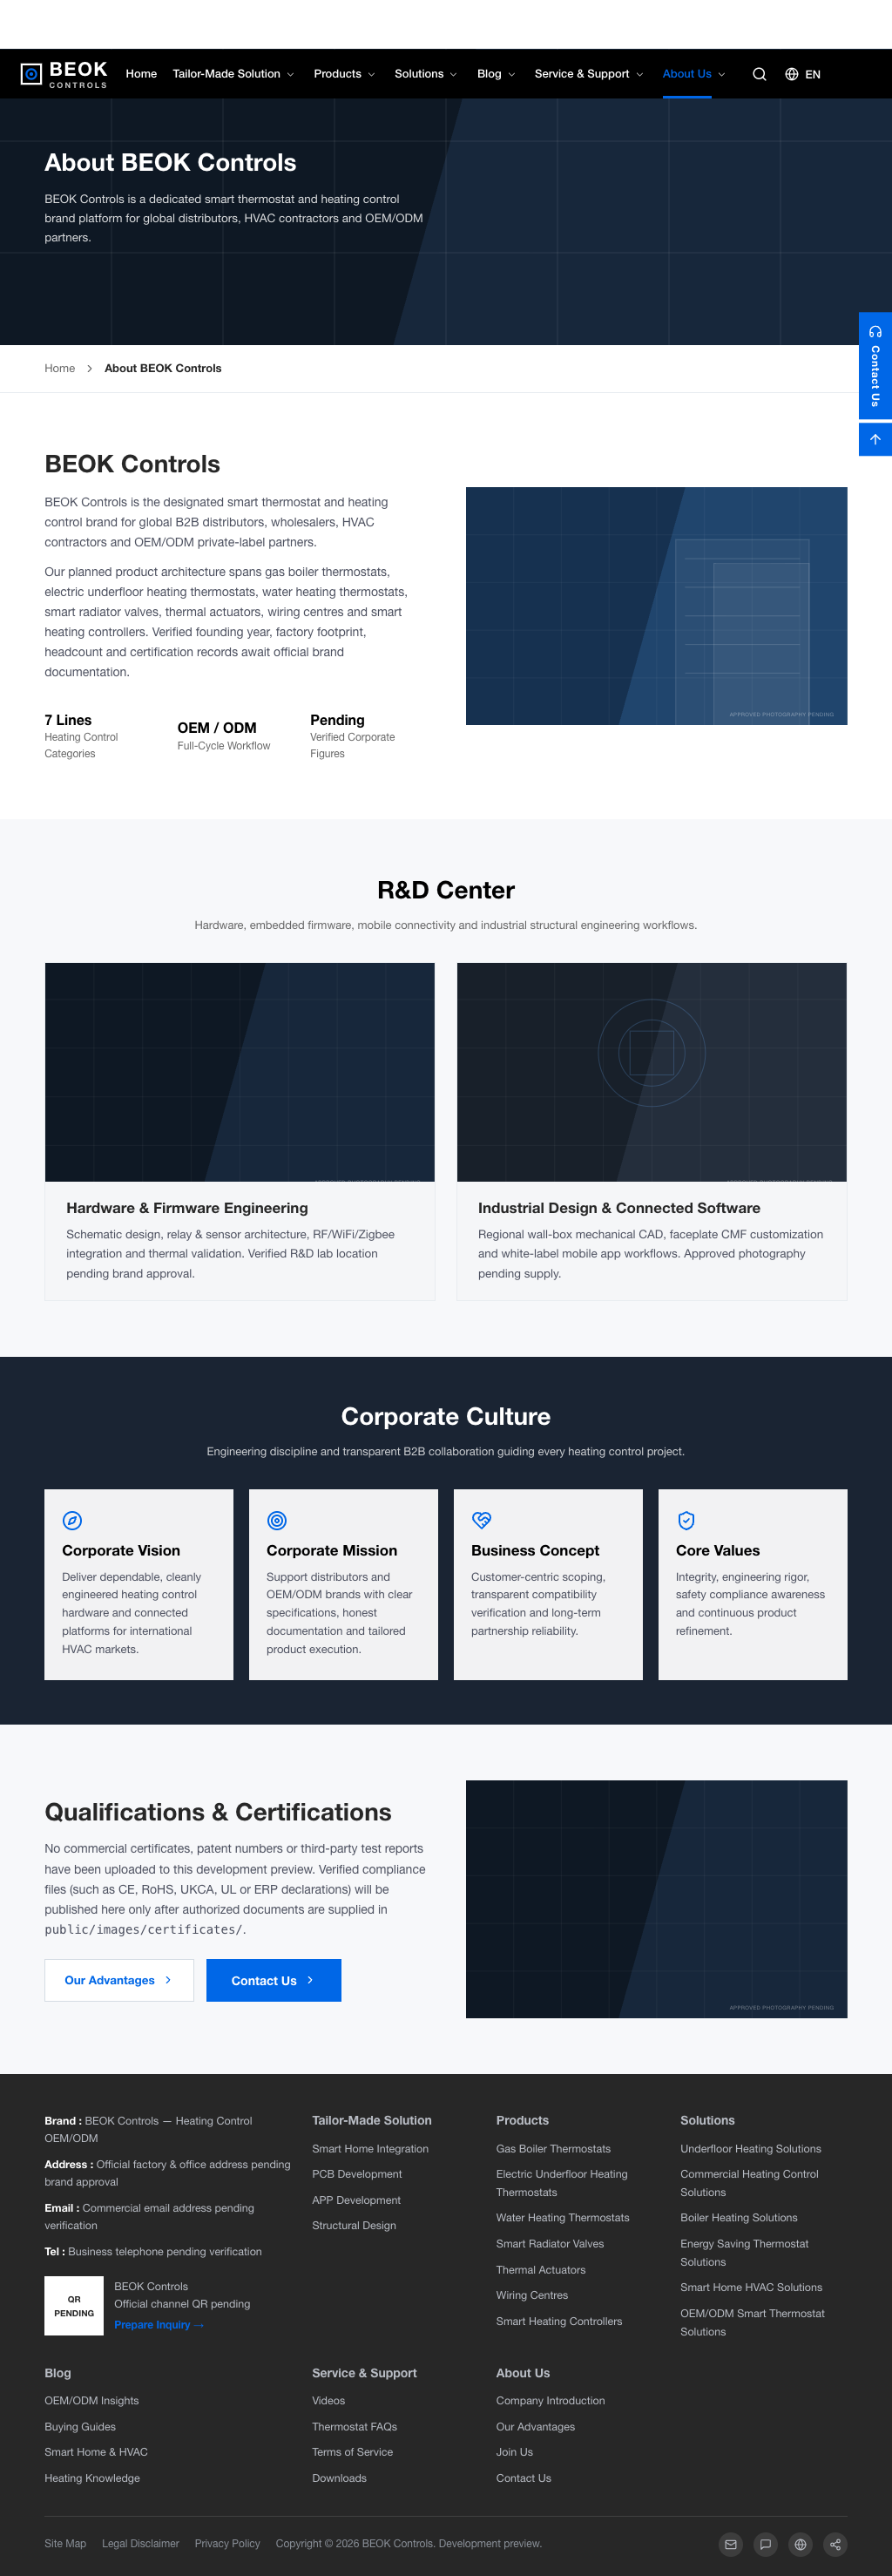 BEOK
CONTROLS
Home
Tailor-Made Solution
Products
Solutions
Blog
Service & Support
About Us
EN
About BEOK Controls
BEOK Controls is a dedicated smart thermostat and heating control
brand platform for global distributors, HVAC contractors and OEM/ODM
partners.
Contact Us
Home
About BEOK Controls
BEOK Controls
BEOK Controls is the designated smart thermostat and heating
control brand for global B2B distributors, wholesalers, HVAC
contractors and OEM/ODM private-label partners.
Our planned product architecture spans gas boiler thermostats,
electric underfloor heating thermostats, water heating thermostats,
smart radiator valves, thermal actuators, wiring centres and smart
heating controllers. Verified founding year, factory footprint,
headcount and certification records await official brand
documentation.
7 Lines
Heating Control
Categories
OEM / ODM
Full-Cycle Workflow
Pending
Verified Corporate
Figures
APPROVED PHOTOGRAPHY PENDING
R&D Center
Hardware, embedded firmware, mobile connectivity and industrial structural engineering workflows.
Hardware & Firmware Engineering
Schematic design, relay & sensor architecture, RF/WiFi/Zigbee
integration and thermal validation. Verified R&D lab location
pending brand approval.
Industrial Design & Connected Software
Regional wall-box mechanical CAD, faceplate CMF customization
and white-label mobile app workflows. Approved photography
pending supply.
Corporate Culture
Engineering discipline and transparent B2B collaboration guiding every heating control project.
Corporate Vision
Deliver dependable, cleanly
engineered heating control
hardware and connected
platforms for international
HVAC markets.
Corporate Mission
Support distributors and
OEM/ODM brands with clear
specifications, honest
documentation and tailored
product execution.
Business Concept
Customer-centric scoping,
transparent compatibility
verification and long-term
partnership reliability.
Core Values
Integrity, engineering rigor,
safety compliance awareness
and continuous product
refinement.
Qualifications & Certifications
No commercial certificates, patent numbers or third-party test reports
have been uploaded to this development preview. Verified compliance
files (such as CE, RoHS, UKCA, UL or ERP declarations) will be
published here only after authorized documents are supplied in
public/images/certificates/.
Our Advantages
Contact Us
APPROVED PHOTOGRAPHY PENDING
Brand : BEOK Controls — Heating Control
OEM/ODM
Address : Official factory & office address pending
brand approval
Email : Commercial email address pending
verification
Tel : Business telephone pending verification
QR
PENDING
BEOK Controls
Official channel QR pending
Prepare Inquiry →
Tailor-Made Solution
Smart Home Integration
PCB Development
APP Development
Structural Design
Products
Gas Boiler Thermostats
Electric Underfloor Heating
Thermostats
Water Heating Thermostats
Smart Radiator Valves
Thermal Actuators
Wiring Centres
Smart Heating Controllers
Solutions
Underfloor Heating Solutions
Commercial Heating Control
Solutions
Boiler Heating Solutions
Energy Saving Thermostat
Solutions
Smart Home HVAC Solutions
OEM/ODM Smart Thermostat
Solutions
Blog
OEM/ODM Insights
Buying Guides
Smart Home & HVAC
Heating Knowledge
Service & Support
Videos
Thermostat FAQs
Terms of Service
Downloads
About Us
Company Introduction
Our Advantages
Join Us
Contact Us
Site Map
Legal Disclaimer
Privacy Policy
Copyright © 2026 BEOK Controls. Development preview.